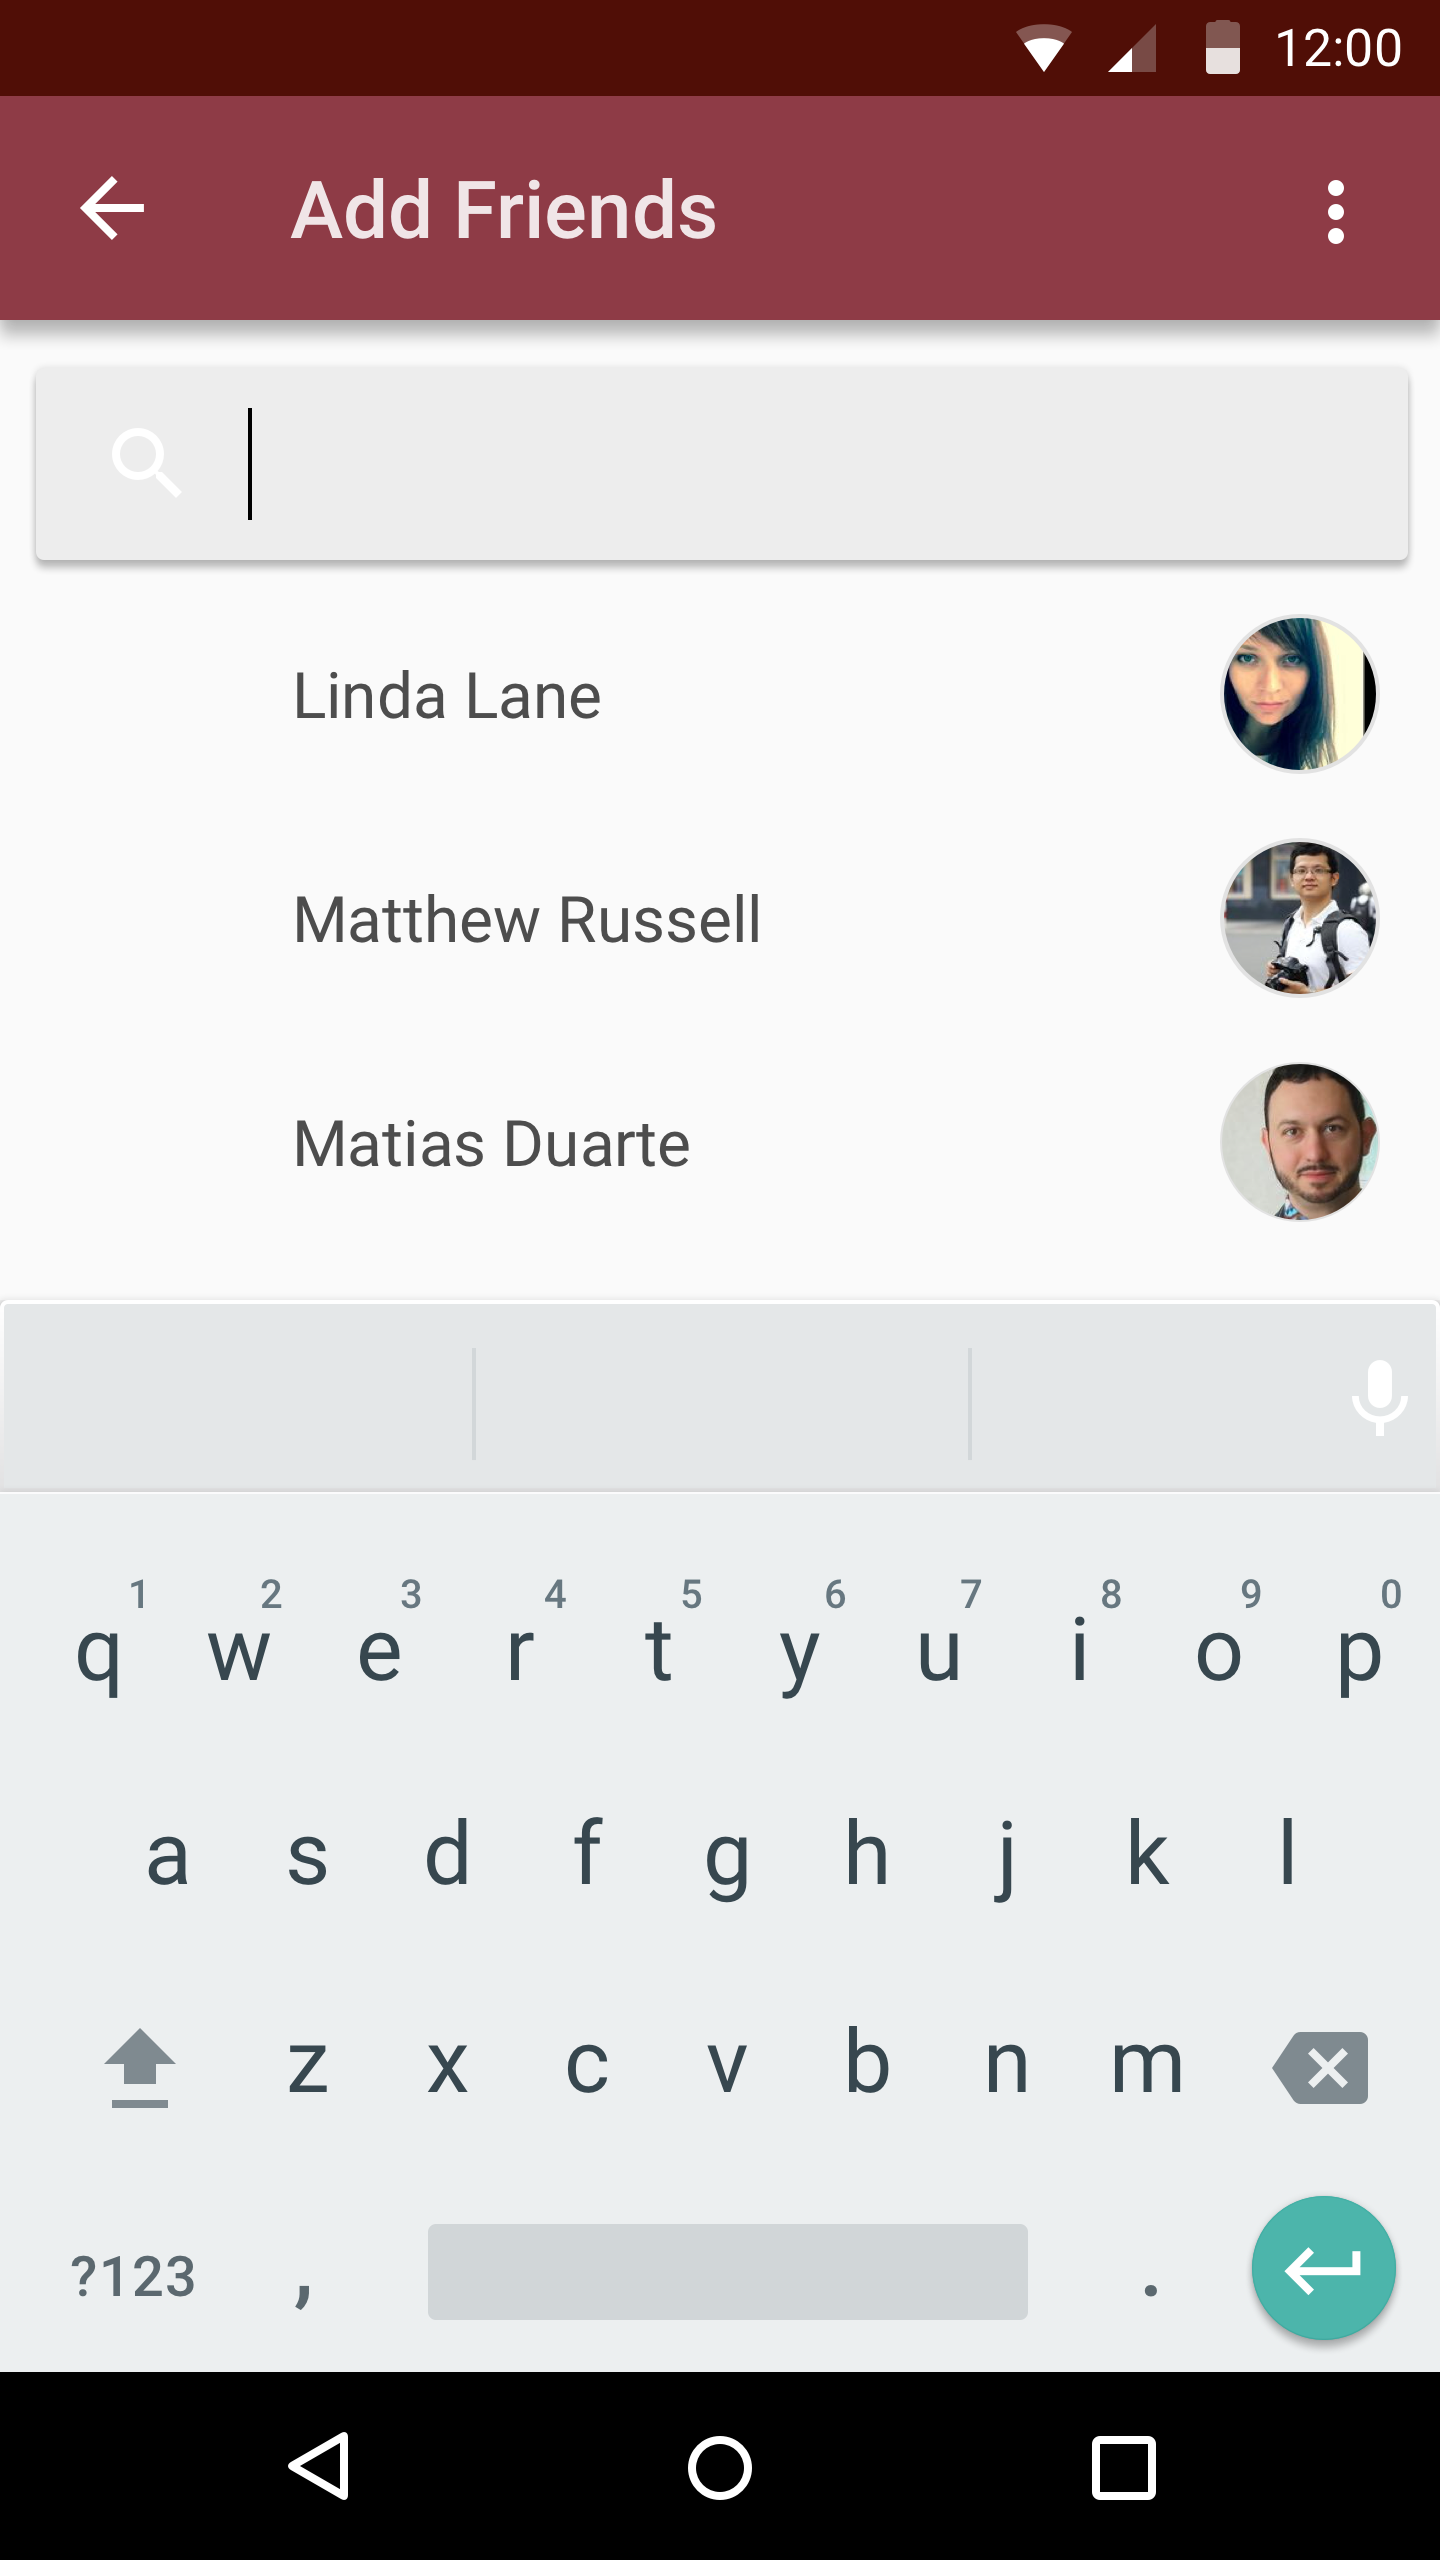 12:00
Add Friends
Linda Lane
Matthew Russell
Matias Duarte
1 2 3 4 5 6 7 8 9 0
q w e r t y u i o p
a s d f g h j k l
z x c v b n m
?123 , .